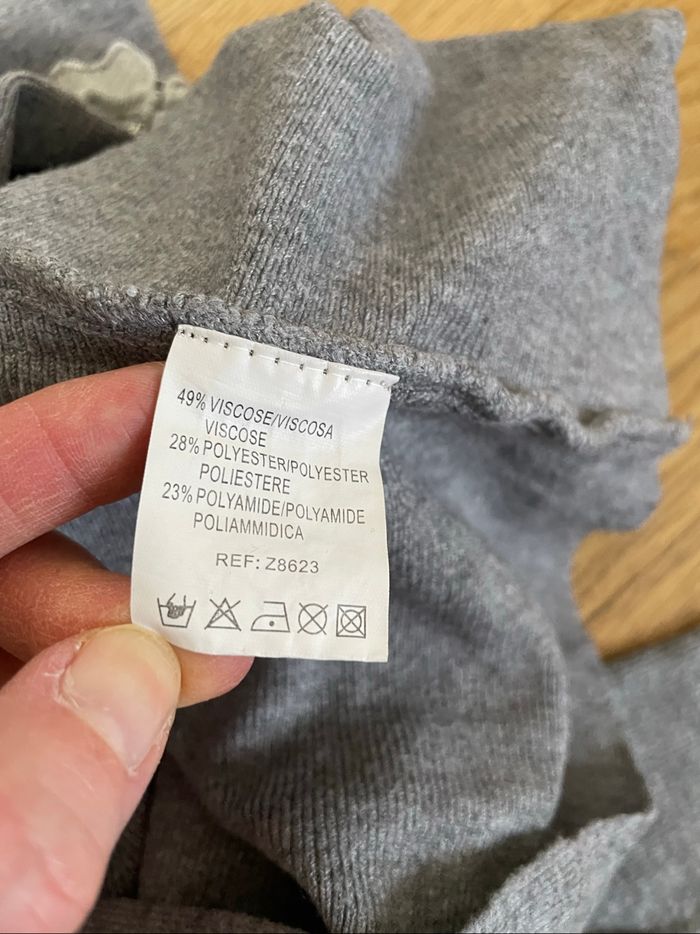 49% VISCOSE/VISCOSA
VISCOSE
28% POLYESTER/POLYESTER
POLIESTERE
23% POLYAMIDE/POLYAMIDE
POLIAMMIDICA
REF: Z8623